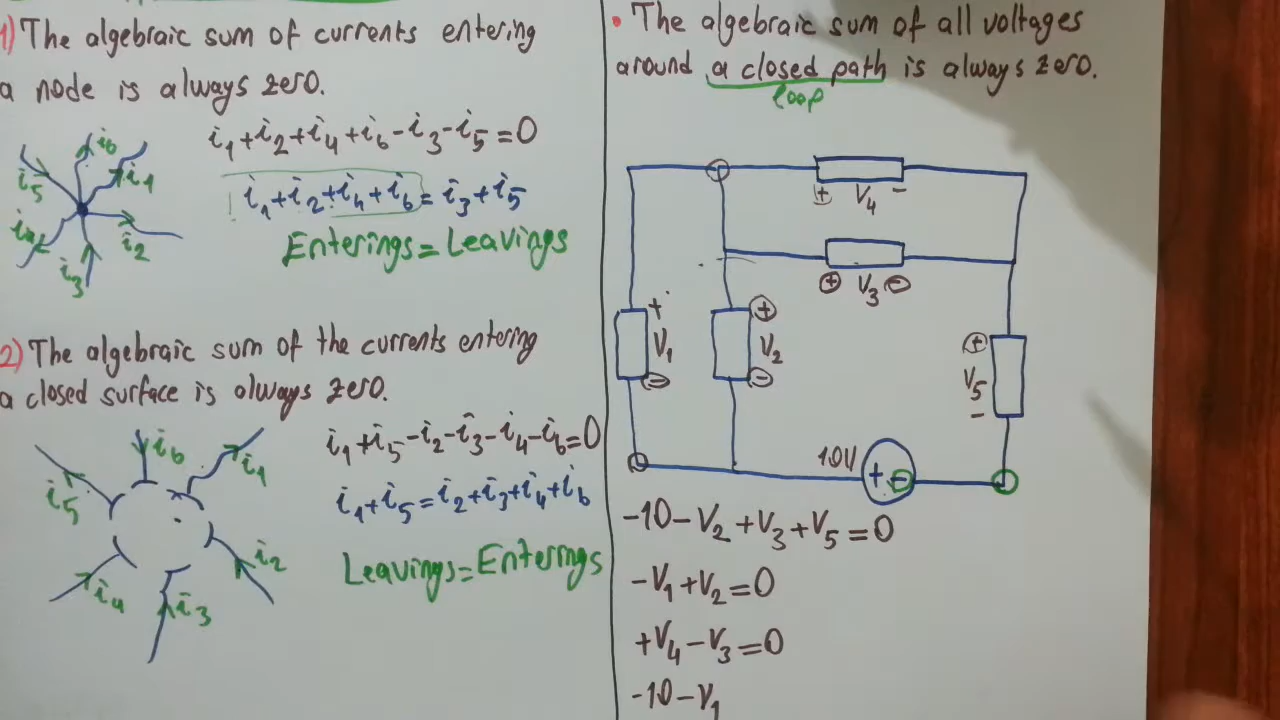 1) The algebraic sum of currents entering
a node is always zero.
i1+i2+i4+i6-i3-i5=0
i1+i2+i4+i6=i3+i5
Enterings=Leavings
i6
i5
i1
i4
i2
i3
2) The algebraic sum of the currents entering
a closed surface is always zero.
i1+i5-i2-i3-i4-i6=0
i1+i5=i2+i3+i4+i6
Leavings=Enterings
i6
i1
i5
i2
i4
i3
• The algebraic sum of all voltages
around a closed path is always zero.
loop
+ V4 -
+ V3 -
+
V1
-
+
V2
-
+
V5
-
10V
+ -
-10-V2+V3+V5=0
-V1+V2=0
+V4-V3=0
-10-V1